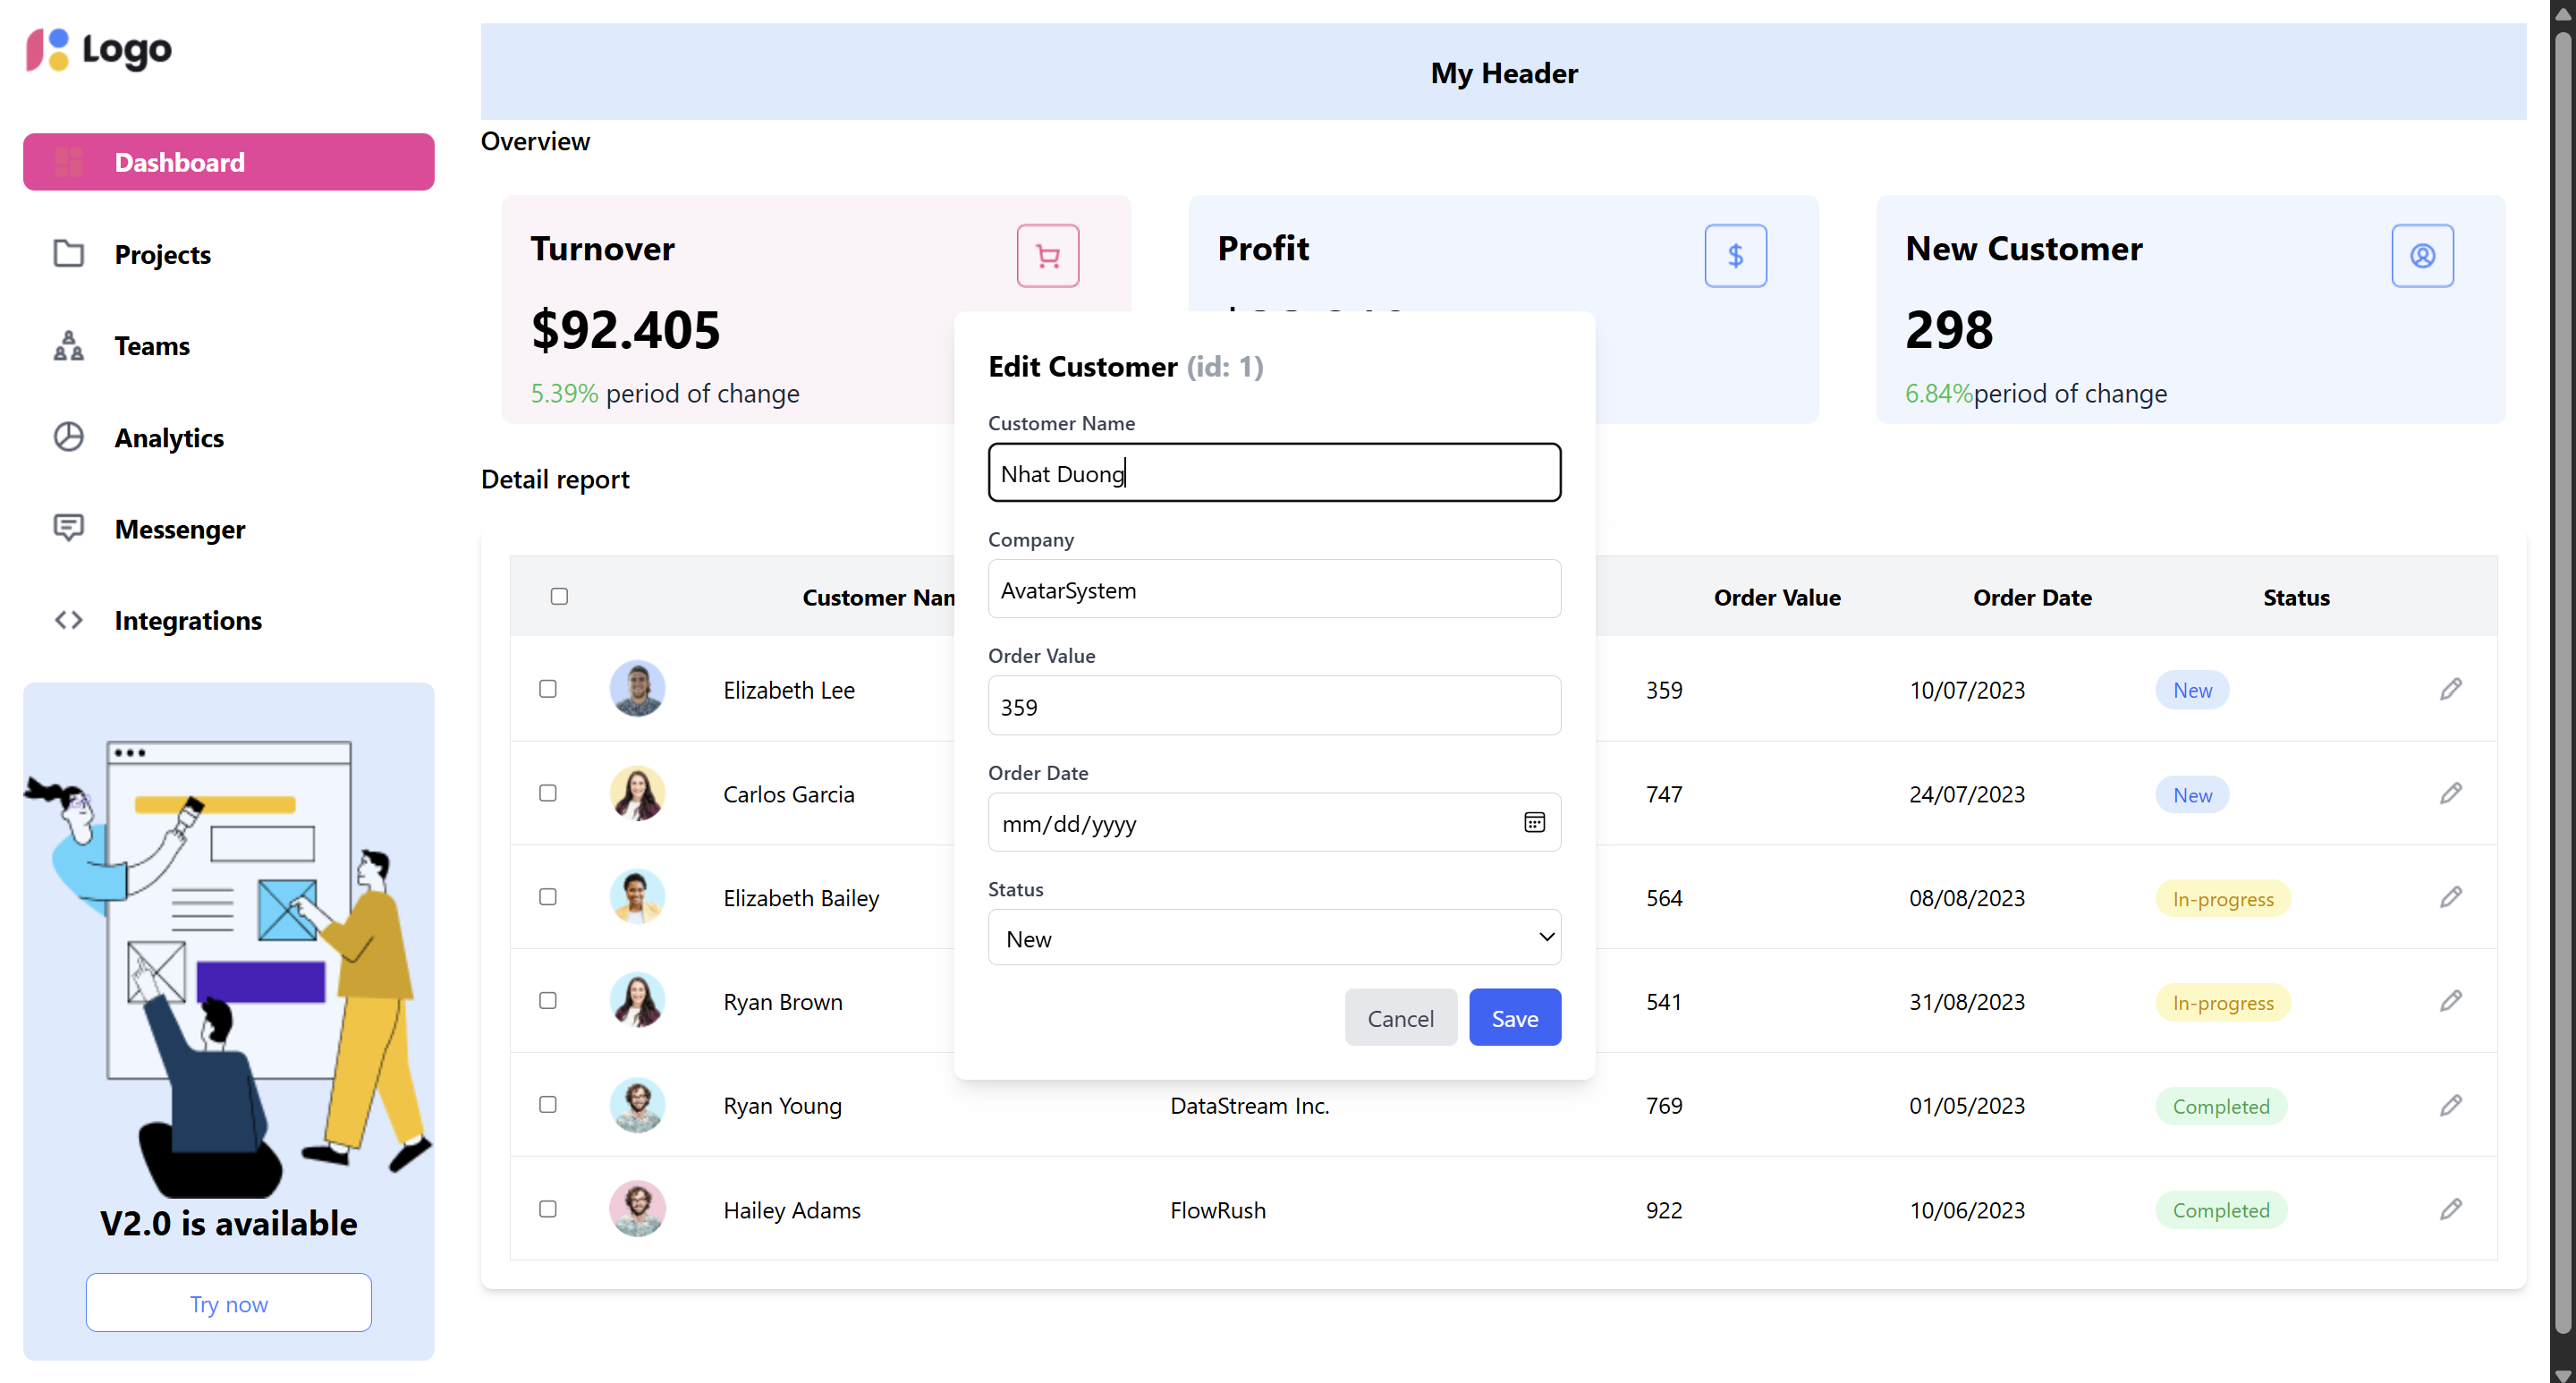 Logo
My Header
Dashboard
Projects
Teams
Analytics
Messenger
Integrations
V2.0 is available
Try now
Overview
Turnover
$92.405
5.39% period of change
Profit
New Customer
298
6.84%period of change
Detail report
Customer Nam
Order Value
Order Date
Status
Elizabeth Lee
359
10/07/2023
New
Carlos Garcia
747
24/07/2023
New
Elizabeth Bailey
564
08/08/2023
In-progress
Ryan Brown
541
31/08/2023
In-progress
Ryan Young
DataStream Inc.
769
01/05/2023
Completed
Hailey Adams
FlowRush
922
10/06/2023
Completed
Edit Customer (id: 1)
Customer Name
Nhat Duong
Company
AvatarSystem
Order Value
359
Order Date
mm/dd/yyyy
Status
New
Cancel
Save